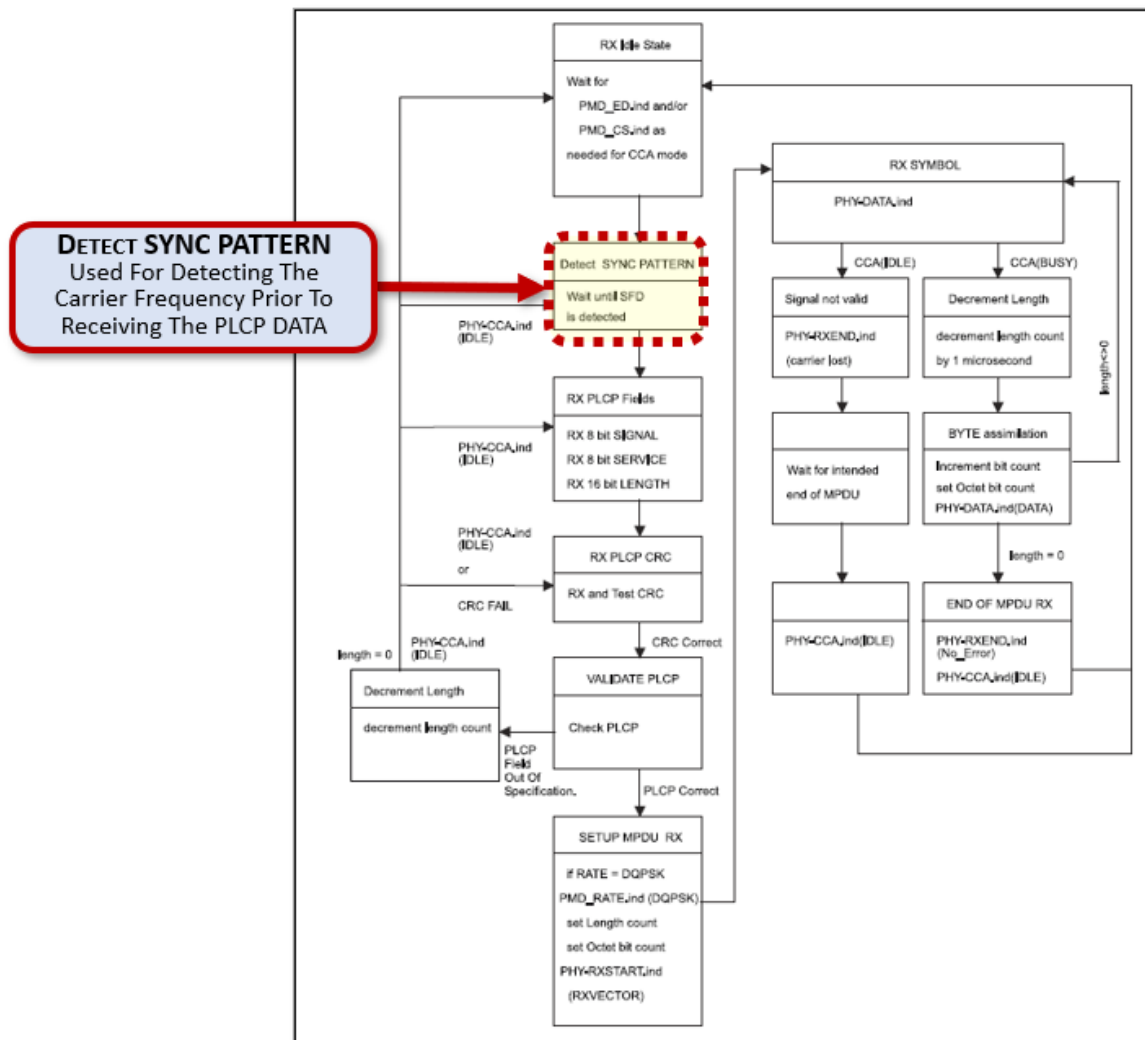 RX Idle State
Wait for
PMD_ED.ind and/or
PMD_CS.ind as
needed for CCA mode
DETECT SYNC PATTERN
Used For Detecting The
Carrier Frequency Prior To
Receiving The PLCP DATA
Detect SYNC PATTERN
Wait until SFD
is detected
PHY-CCA.ind
(IDLE)
RX PLCP Fields
RX 8 bit SIGNAL
RX 8 bit SERVICE
RX 16 bit LENGTH
PHY-CCA.ind
(IDLE)
PHY-CCA.ind
(IDLE)
or
CRC FAIL
RX PLCP CRC
RX and Test CRC
CRC Correct
length = 0
PHY-CCA.ind
(IDLE)
Decrement Length
decrement length count
VALIDATE PLCP
Check PLCP
PLCP
Field
Out Of
Specification.
PLCP Correct
SETUP MPDU RX
if RATE = DQPSK
PMD_RATE.ind (DQPSK)
set Length count
set Octet bit count
PHY-RXSTART.ind
(RXVECTOR)
RX SYMBOL
PHY-DATA.ind
CCA(IDLE)
CCA(BUSY)
Signal not valid
PHY-RXEND.ind
(carrier lost)
Decrement Length
decrement length count
by 1 microsecond
length<>0
Wait for intended
end of MPDU
BYTE assimilation
Increment bit count
set Octet bit count
PHY-DATA.ind(DATA)
length = 0
PHY-CCA.ind(IDLE)
END OF MPDU RX
PHY-RXEND.ind
(No_Error)
PHY-CCA.ind(IDLE)